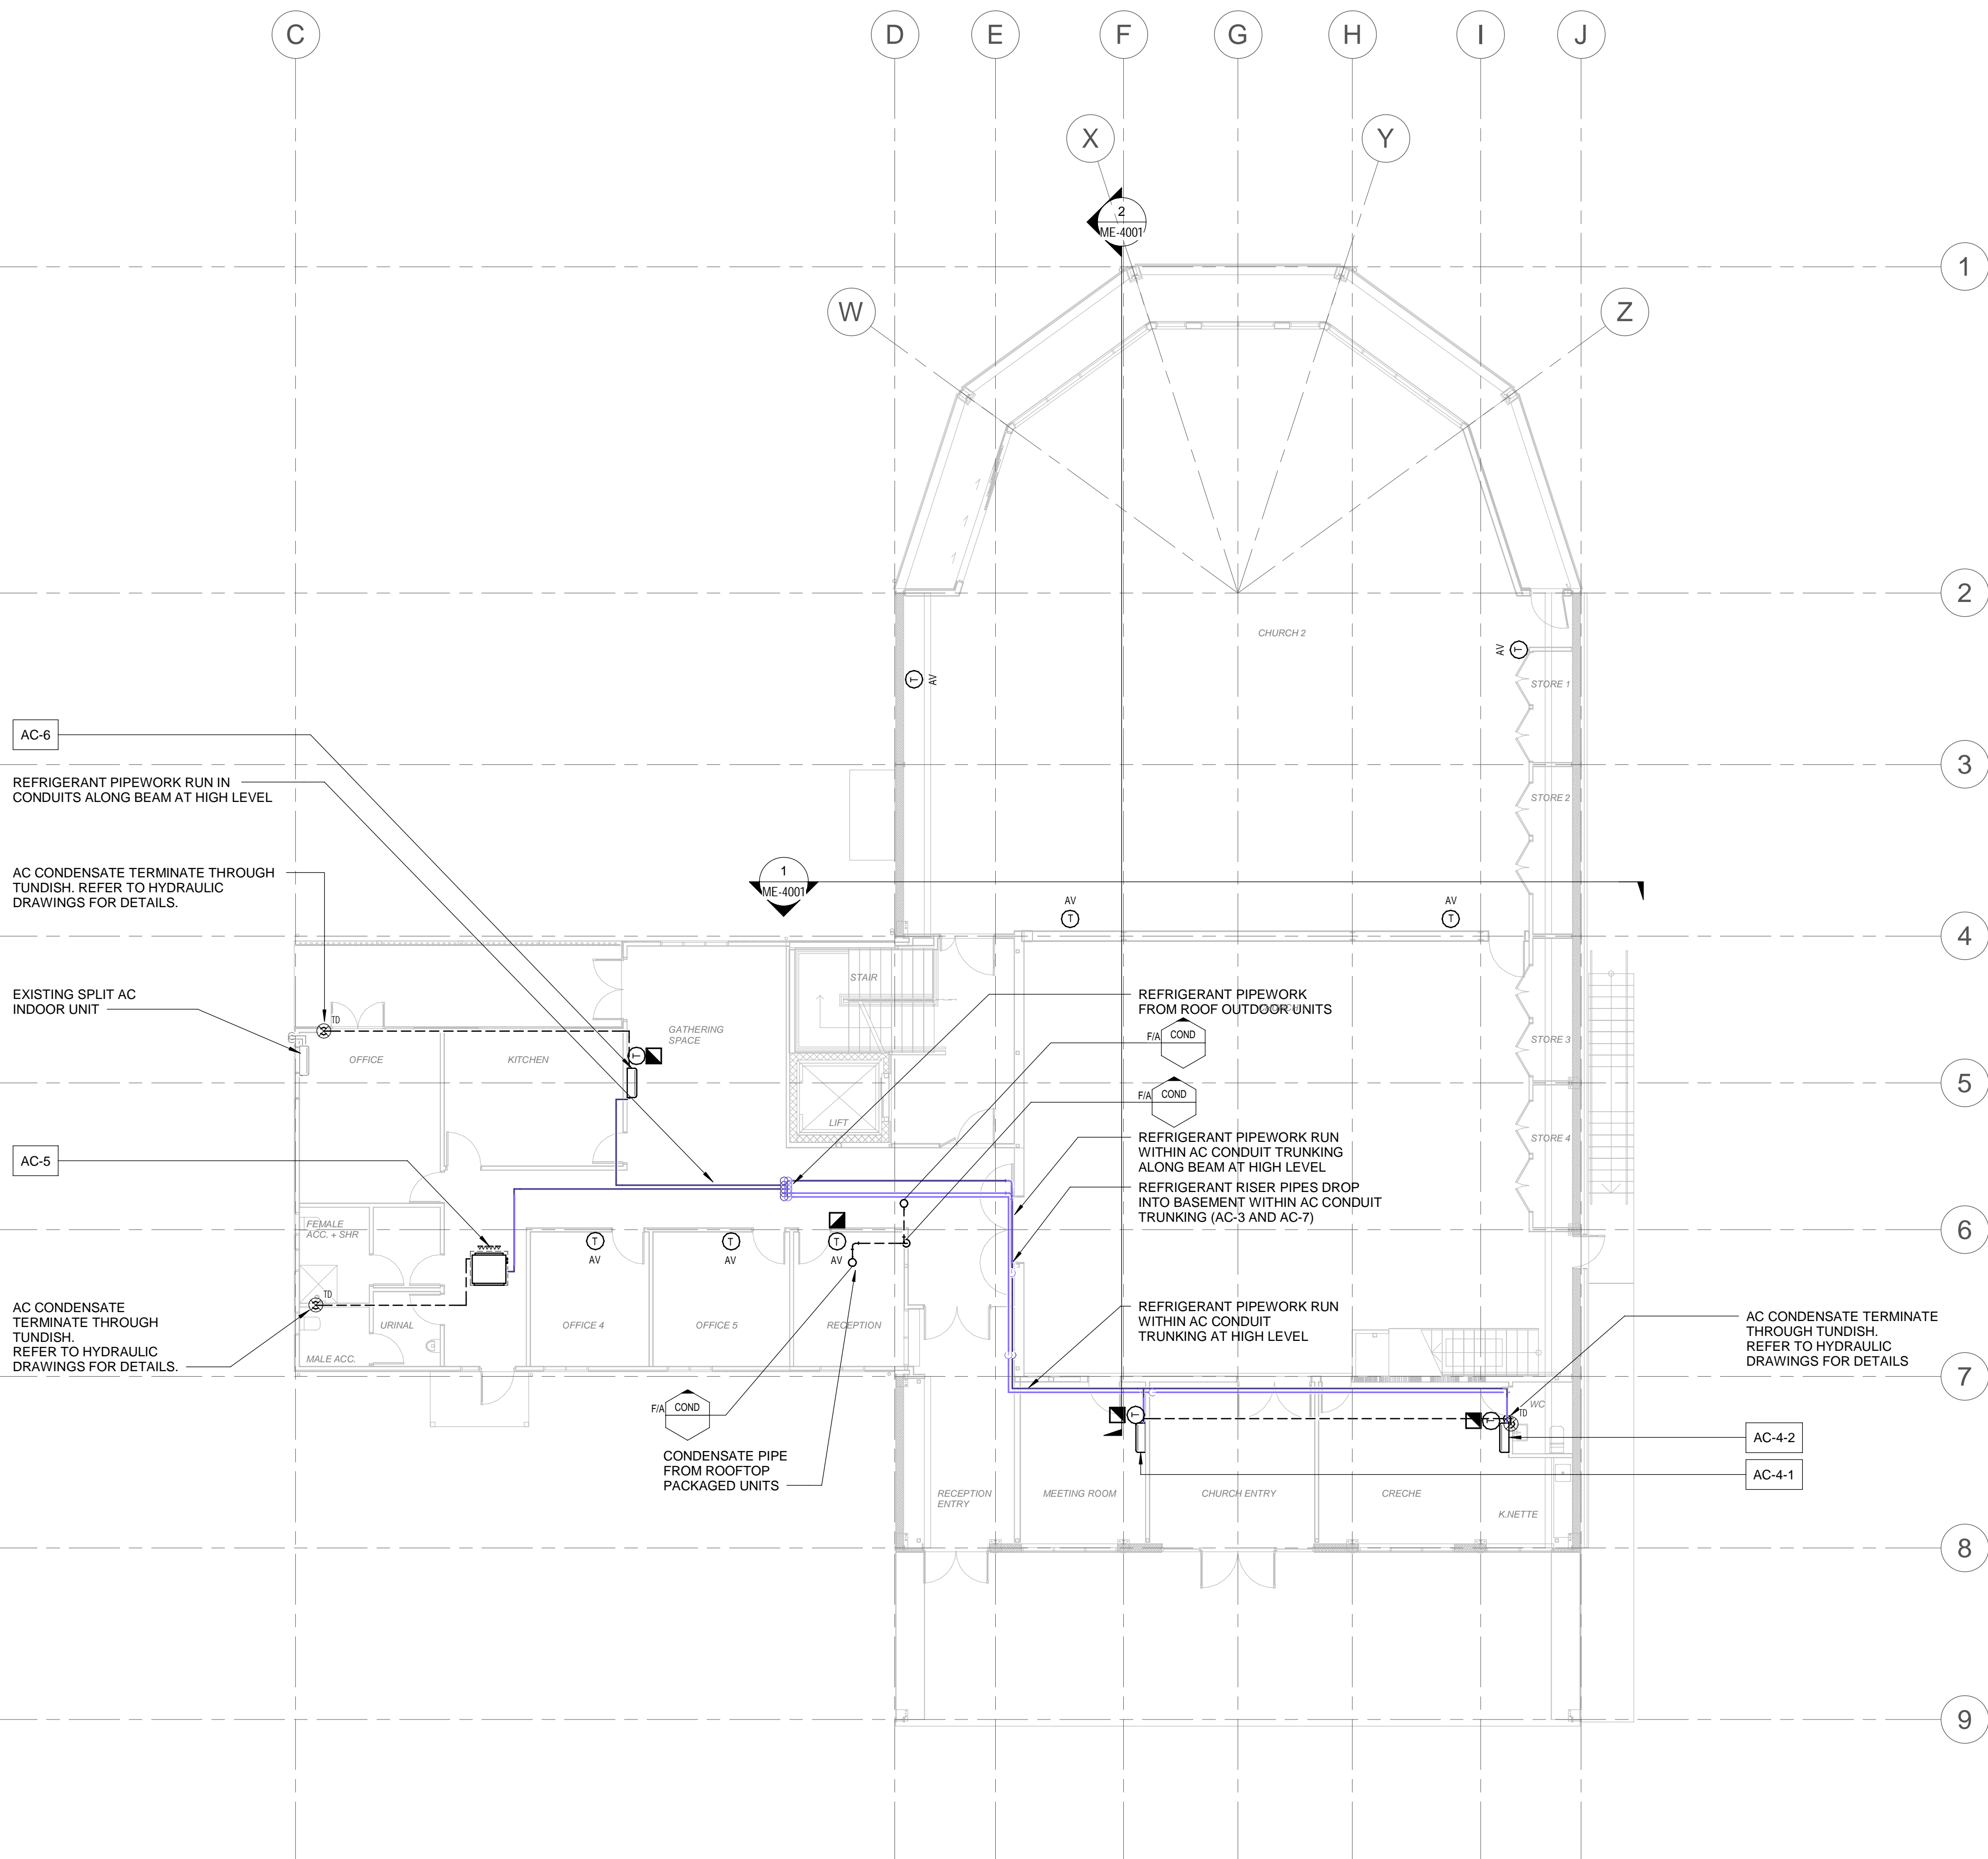 C
D
E
F
G
H
I
J
X
Y
2
ME-4001
1
W
Z
2
CHURCH 2
T
AV
T
AV
STORE 1
AC-6
3
REFRIGERANT PIPEWORK RUN IN
CONDUITS ALONG BEAM AT HIGH LEVEL
STORE 2
AC CONDENSATE TERMINATE THROUGH
TUNDISH. REFER TO HYDRAULIC
DRAWINGS FOR DETAILS.
1
ME-4001
AV
T
AV
T
4
STAIR
EXISTING SPLIT AC
INDOOR UNIT
REFRIGERANT PIPEWORK
FROM ROOF OUTDOOR UNITS
TD
GATHERING
SPACE
F/A
COND
STORE 3
OFFICE
KITCHEN
T
5
F/A
COND
LIFT
STORE 4
AC-5
REFRIGERANT PIPEWORK RUN
WITHIN AC CONDUIT TRUNKING
ALONG BEAM AT HIGH LEVEL
REFRIGERANT RISER PIPES DROP
INTO BASEMENT WITHIN AC CONDUIT
TRUNKING (AC-3 AND AC-7)
FEMALE
ACC. + SHR
6
T
AV
T
AV
T
AV
TD
AC CONDENSATE
TERMINATE THROUGH
TUNDISH.
REFER TO HYDRAULIC
DRAWINGS FOR DETAILS.
URINAL
MALE ACC.
OFFICE 4
OFFICE 5
RECEPTION
REFRIGERANT PIPEWORK RUN
WITHIN AC CONDUIT
TRUNKING AT HIGH LEVEL
AC CONDENSATE TERMINATE
THROUGH TUNDISH.
REFER TO HYDRAULIC
DRAWINGS FOR DETAILS
7
F/A
COND
WC
T
T
TD
AC-4-2
CONDENSATE PIPE
FROM ROOFTOP
PACKAGED UNITS
AC-4-1
RECEPTION
ENTRY
MEETING ROOM
CHURCH ENTRY
CRECHE
K.NETTE
8
9